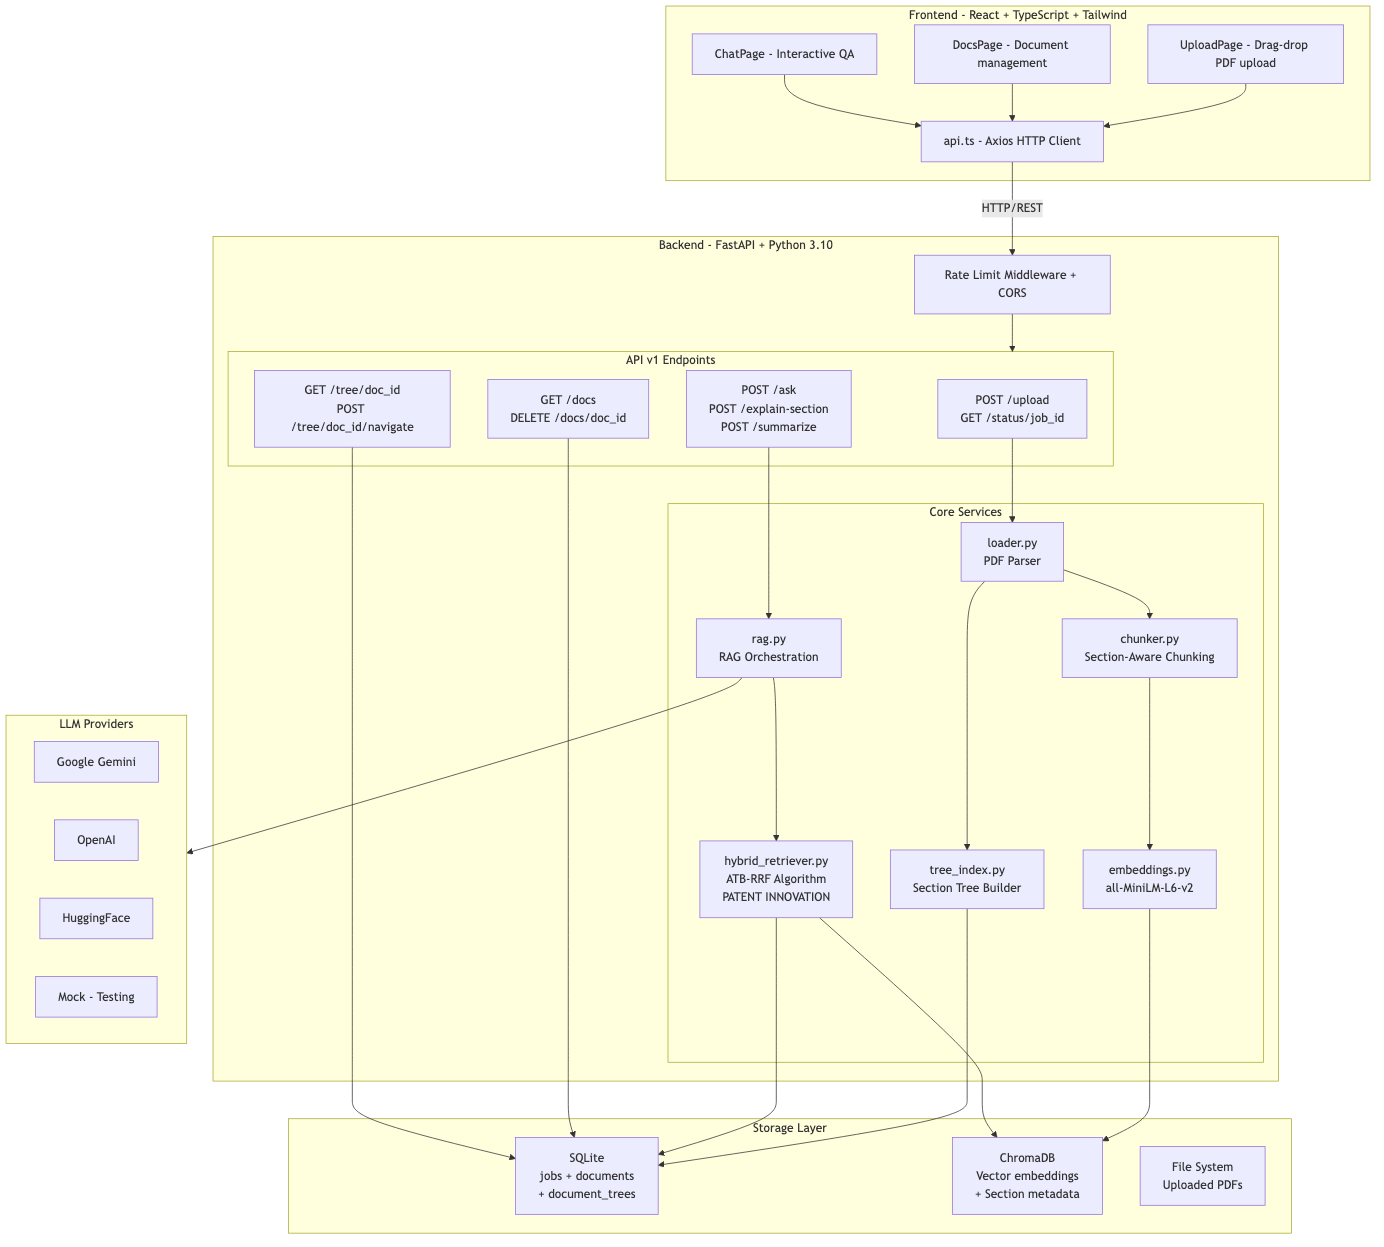 Frontend - React + TypeScript + Tailwind
ChatPage - Interactive QA
DocsPage - Document
management
UploadPage - Drag-drop
PDF upload
api.ts - Axios HTTP Client
HTTP/REST
Backend - FastAPI + Python 3.10
Rate Limit Middleware +
CORS
API v1 Endpoints
GET /tree/doc_id
POST
/tree/doc_id/navigate
GET /docs
DELETE /docs/doc_id
POST /ask
POST /explain-section
POST /summarize
POST /upload
GET /status/job_id
Core Services
loader.py
PDF Parser
rag.py
RAG Orchestration
chunker.py
Section-Aware Chunking
LLM Providers
Google Gemini
OpenAI
HuggingFace
Mock - Testing
hybrid_retriever.py
ATB-RRF Algorithm
PATENT INNOVATION
tree_index.py
Section Tree Builder
embeddings.py
all-MiniLM-L6-v2
Storage Layer
SQLite
jobs + documents
+ document_trees
ChromaDB
Vector embeddings
+ Section metadata
File System
Uploaded PDFs